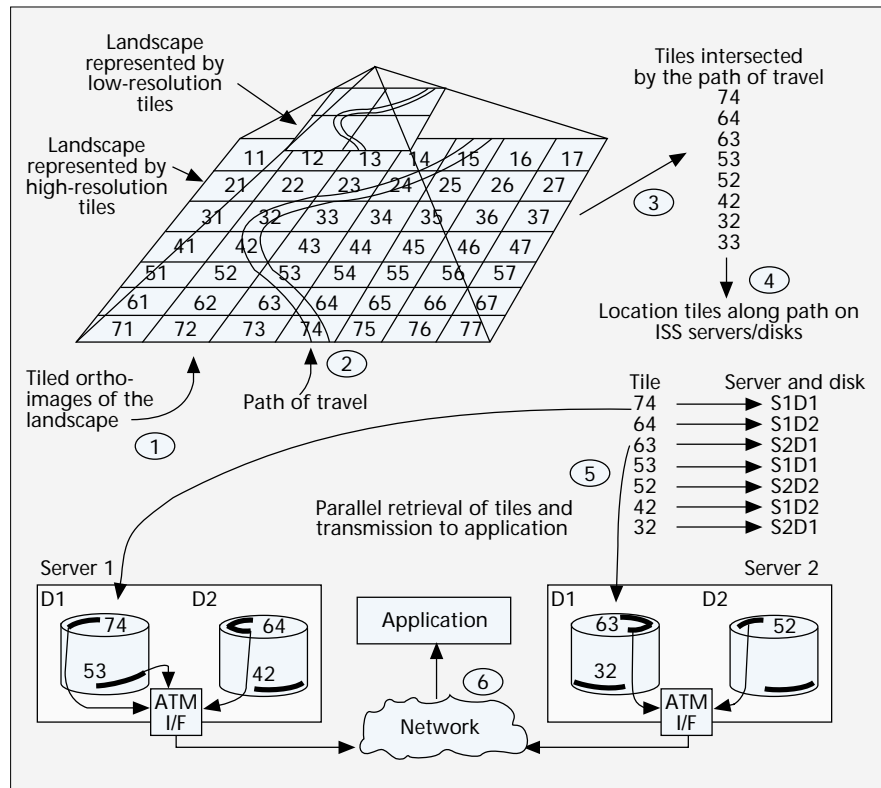 Landscape
represented by
low-resolution
tiles
Landscape
represented by
high-resolution
tiles
11 12 13 14 15 16 17
21 22 23 24 25 26 27
31 32 33 34 35 36 37
41 42 43 44 45 46 47
51 52 53 54 55 56 57
61 62 63 64 65 66 67
71 72 73 74 75 76 77
Tiled ortho-
images of the
landscape
1
2
Path of travel
Tiles intersected
by the path of travel
74
64
63
53
52
42
32
33
3
4
Location tiles along path on
ISS servers/disks
Tile Server and disk
74 S1D1
64 S1D2
63 S2D1
53 S1D1
52 S2D2
42 S1D2
32 S2D1
5
Parallel retrieval of tiles and
transmission to application
Server 1
D1 D2
74 64
53 42
ATM
I/F
Application
6
Network
Server 2
D1 D2
63 52
32
ATM
I/F